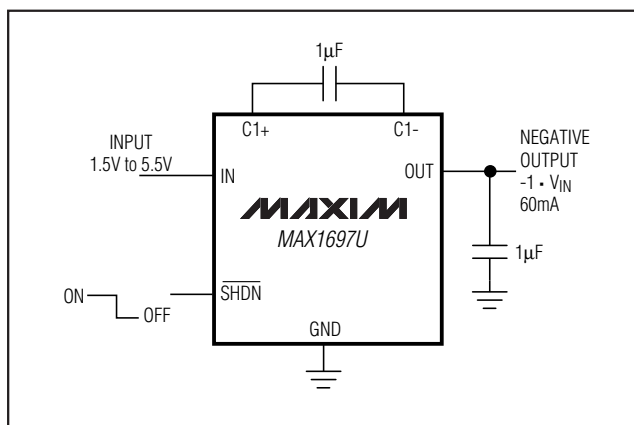 1µF
C1+
C1-
INPUT
1.5V to 5.5V
IN
OUT
NEGATIVE
OUTPUT
-1 • VIN
60mA
MAXIM
MAX1697U
1µF
ON
OFF
SHDN
GND